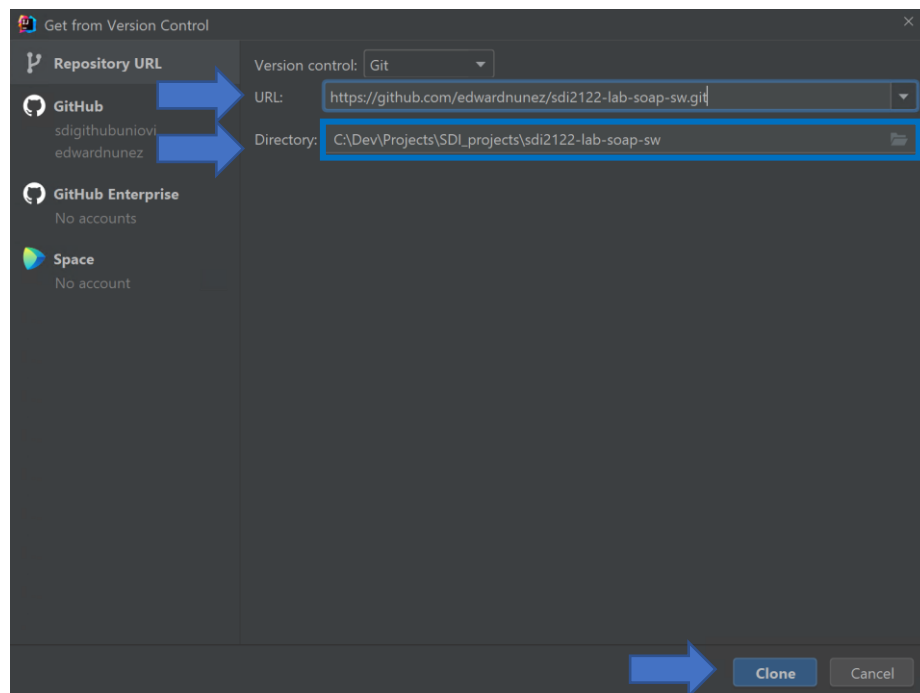 Get from Version Control
Repository URL
Version control: Git
URL: https://github.com/edwardnunez/sdi2122-lab-soap-sw.git
GitHub
sdigithubuniovi
edwardnunez
Directory: C:\Dev\Projects\SDI_projects\sdi2122-lab-soap-sw
GitHub Enterprise
No accounts
Space
No account
Clone Cancel